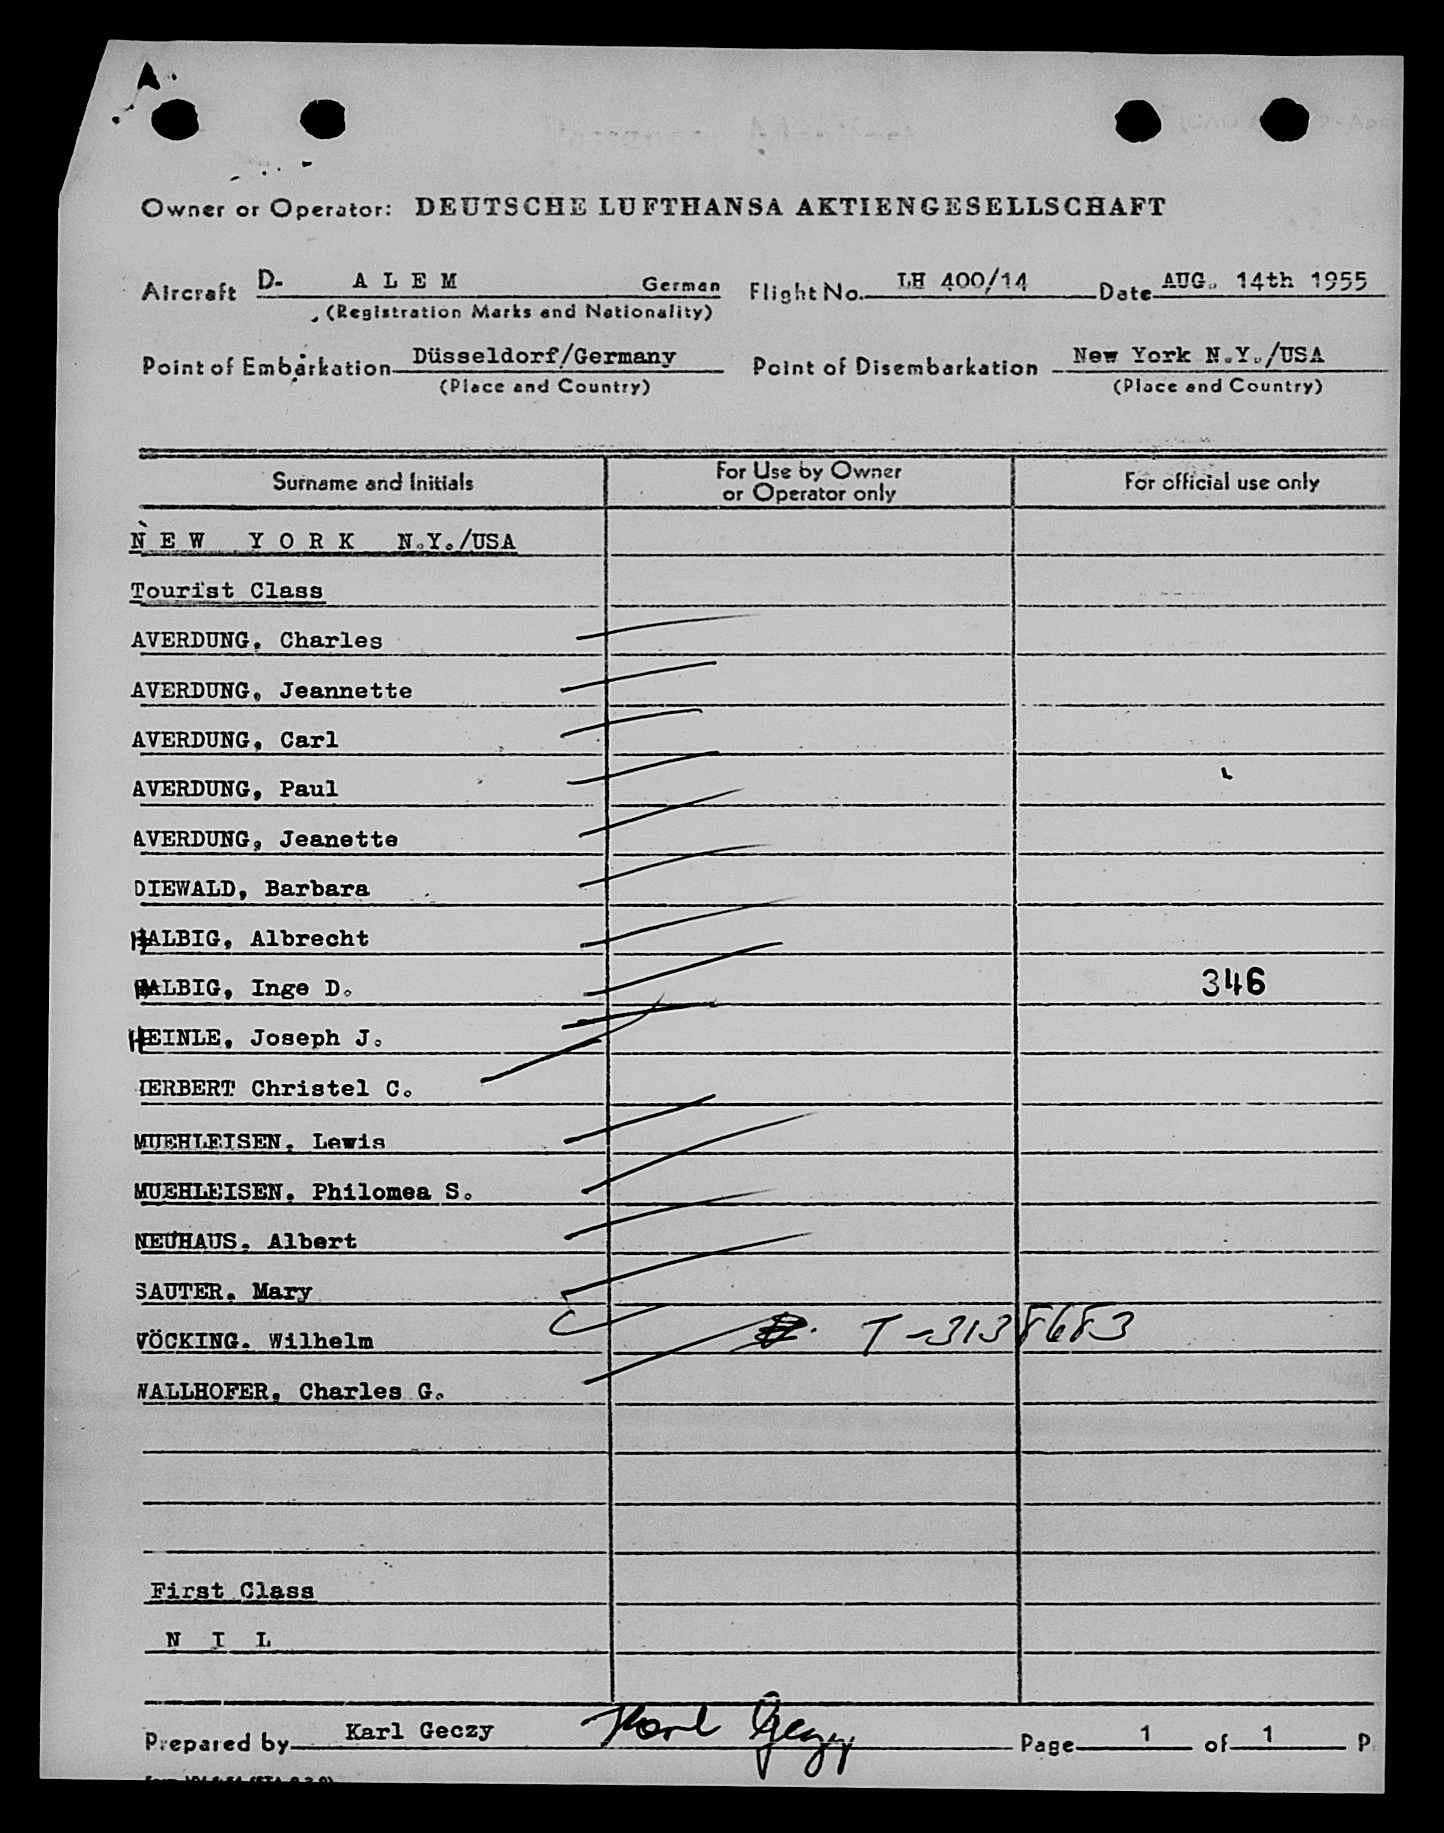 Owner or Operator: DEUTSCHE LUFTHANSA AKTIENGESELLSCHAFT
Aircraft D- A L E M German Flight No. LH 400/14 Date AUG. 14th 1955
(Registration Marks and Nationality)
Point of Embarkation Düsseldorf/Germany Point of Disembarkation New York N.Y./USA
(Place and Country) (Place and Country)
Surname and Initials For Use by Owner or Operator only For official use only
N E W Y O R K N.Y./USA
Tourist Class
AVERDUNG, Charles
AVERDUNG, Jeannette
AVERDUNG, Carl
AVERDUNG, Paul
AVERDUNG, Jeanette
DIEWALD, Barbara
HALBIG, Albrecht
HALBIG, Inge D. 346
HEINLE, Joseph J.
HERBERT Christel C.
MUEHLEISEN, Lewis
MUEHLEISEN, Philomea S.
NEUHAUS, Albert
SAUTER, Mary
VÖCKING. Wilhelm T-3138683
WALLHOFER, Charles G.
First Class
N I L
Prepared by Karl Geczy Karl Geczy Page 1 of 1 P